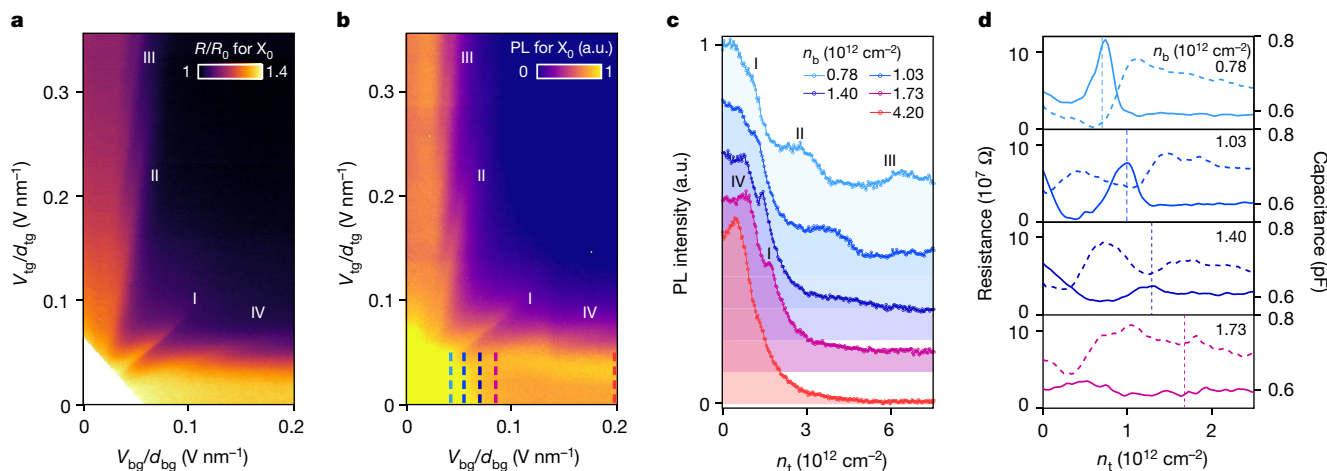 a
R/R0 for X0
1 1.4
III
II
I
IV
0.3
0.2
0.1
0
Vtg/dtg (V nm−1)
0 0.1 0.2
Vbg/dbg (V nm−1)
b
PL for X0 (a.u.)
0 1
III
II
I
IV
0.3
0.2
0.1
0
Vtg/dtg (V nm−1)
0 0.1 0.2
Vbg/dbg (V nm−1)
c
nb (10¹² cm−2)
0.78 1.03
1.40 1.73
4.20
I
II
III
IV
I
1
0
PL intensity (a.u.)
0 3 6
nt (10¹² cm−2)
d
nb (10¹² cm−2)
0.78
10
0
0.8
0.6
1.03
10
0
0.8
0.6
1.40
10
0
0.8
0.6
1.73
10
0
0.8
0.6
Resistance (10⁷ Ω)
Capacitance (pF)
0 1 2
nt (10¹² cm−2)